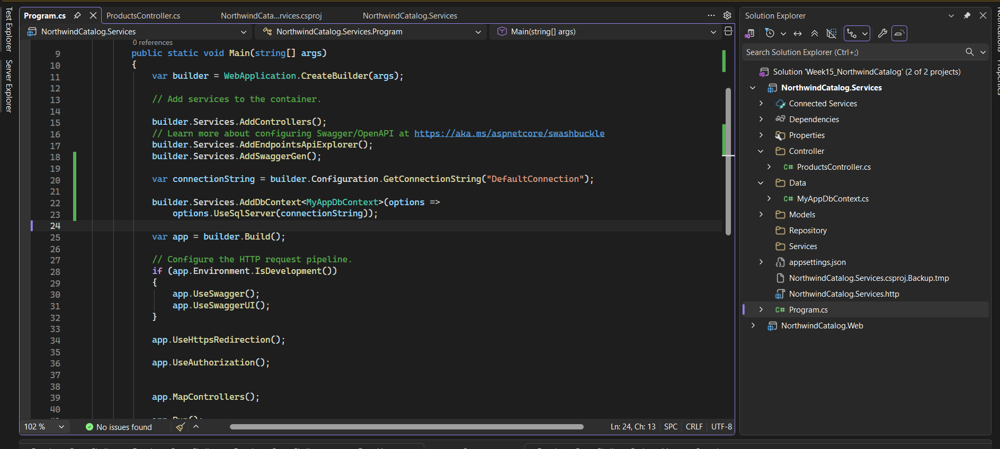 Test Explorer
Server Explorer
Program.cs
ProductsController.cs
NorthwindCata...rvices.csproj
NorthwindCatalog.Services
NorthwindCatalog.Services
NorthwindCatalog.Services.Program
Main(string[] args)
0 references
9 public static void Main(string[] args)
10 {
11 var builder = WebApplication.CreateBuilder(args);
12
13 // Add services to the container.
14
15 builder.Services.AddControllers();
16 // Learn more about configuring Swagger/OpenAPI at https://aka.ms/aspnetcore/swashbuckle
17 builder.Services.AddEndpointsApiExplorer();
18 builder.Services.AddSwaggerGen();
19
20 var connectionString = builder.Configuration.GetConnectionString("DefaultConnection");
21
22 builder.Services.AddDbContext<MyAppDbContext>(options =>
23 options.UseSqlServer(connectionString));
24
25 var app = builder.Build();
26
27 // Configure the HTTP request pipeline.
28 if (app.Environment.IsDevelopment())
29 {
30 app.UseSwagger();
31 app.UseSwaggerUI();
32 }
33
34 app.UseHttpsRedirection();
35
36 app.UseAuthorization();
37
38
39 app.MapControllers();
40
102 %
No issues found
Ln: 24, Ch: 13
SPC
CRLF
UTF-8
Solution Explorer
Search Solution Explorer (Ctrl+;)
Solution 'Week15_NorthwindCatalog' (2 of 2 projects)
NorthwindCatalog.Services
Connected Services
Dependencies
Properties
Controller
C# ProductsController.cs
Data
C# MyAppDbContext.cs
Models
Repository
Services
appsettings.json
NorthwindCatalog.Services.csproj.Backup.tmp
NorthwindCatalog.Services.http
C# Program.cs
NorthwindCatalog.Web